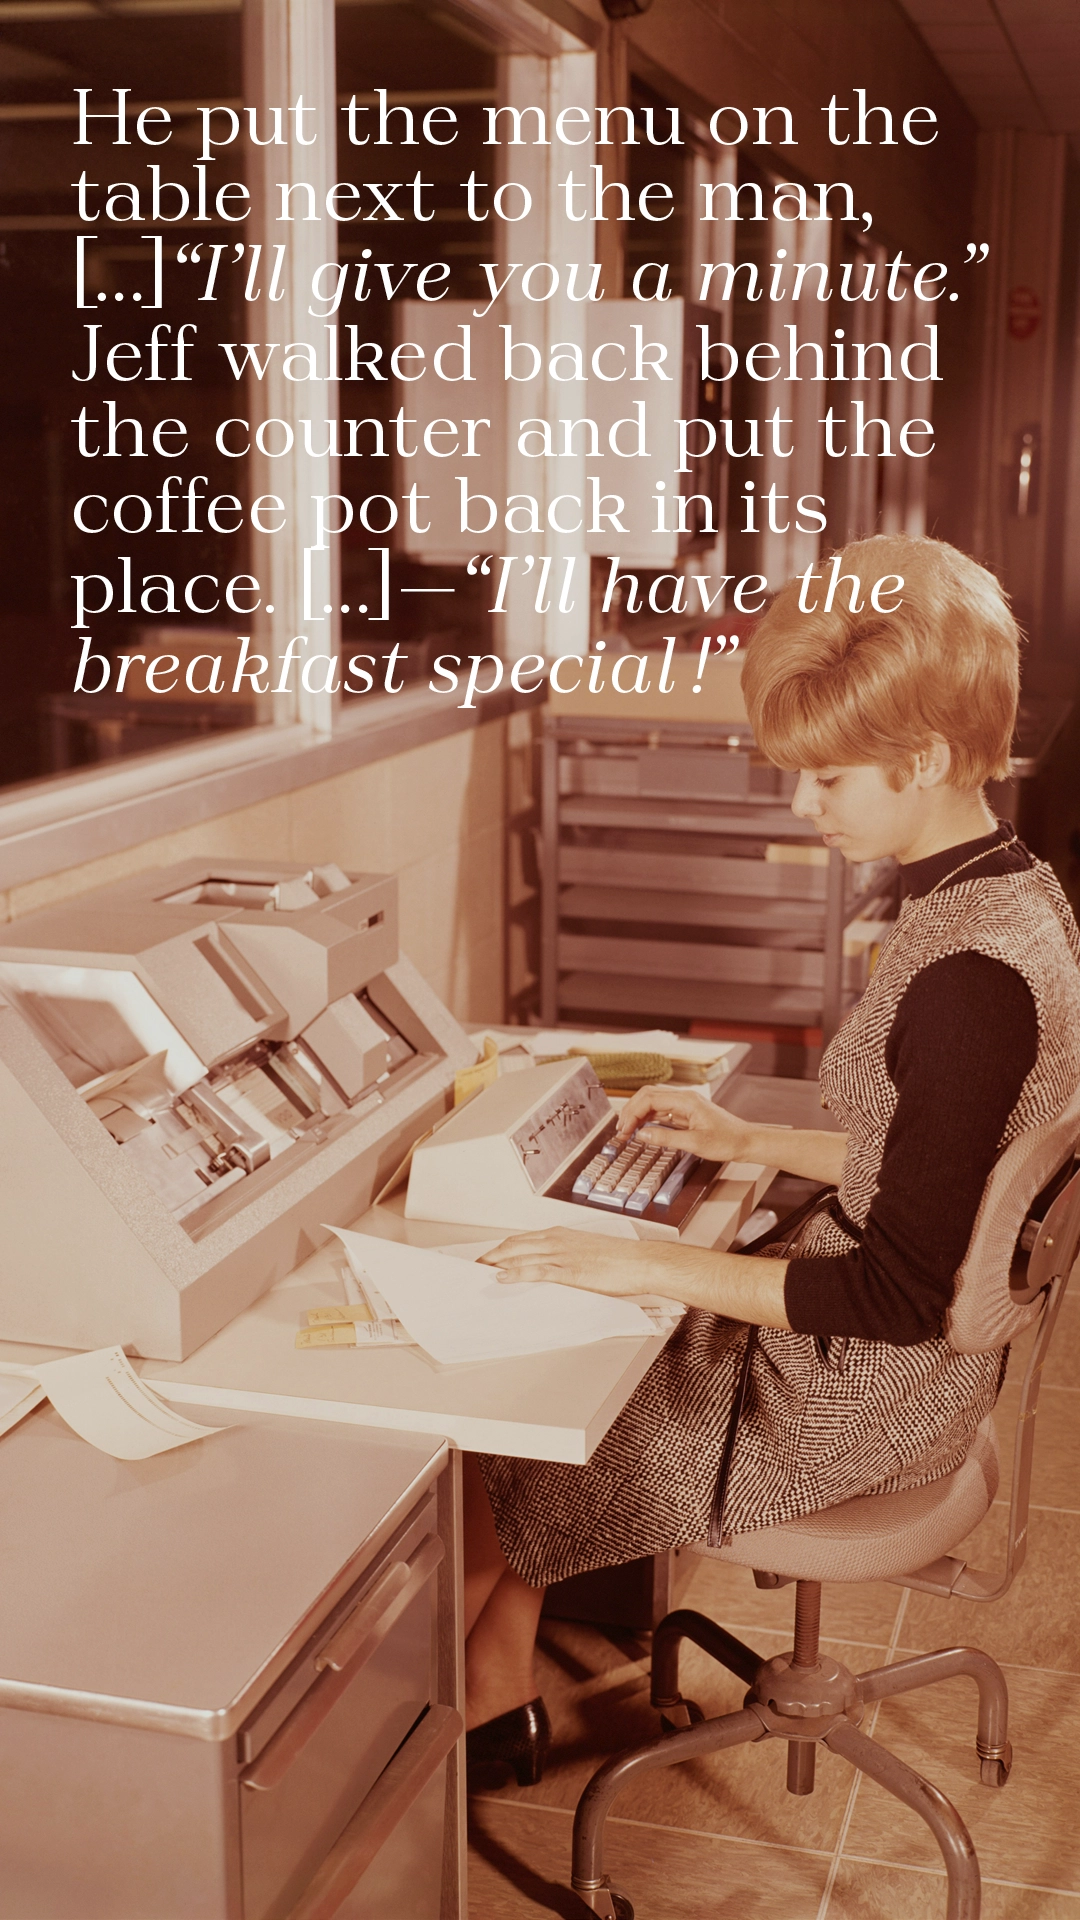 He put the menu on the
table next to the man,
[...] “I’ll give you a minute.”
Jeff walked back behind
the counter and put the
coffee pot back in its
place. [...]—“I’ll have the
breakfast special!”